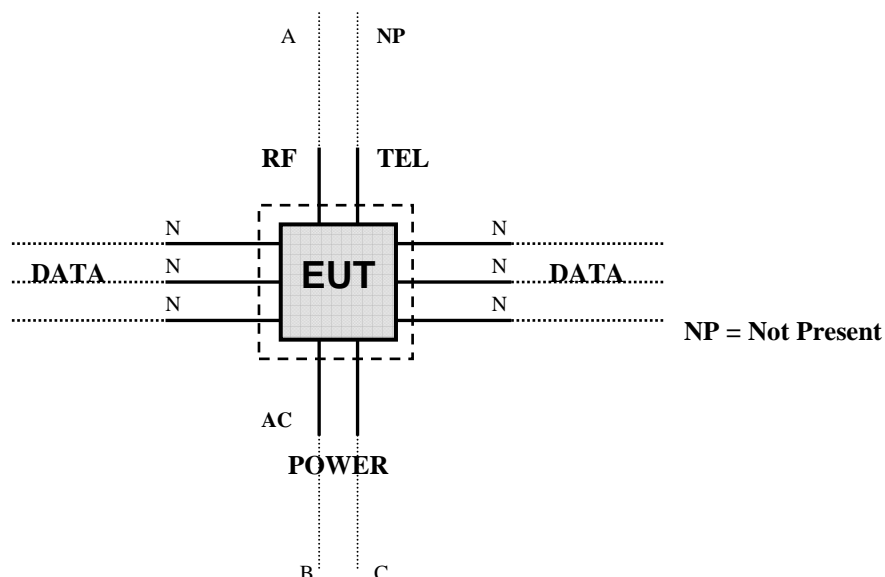 A NP
RF TEL
N N
DATA N EUT N DATA
N N
NP = Not Present
AC
POWER
B C